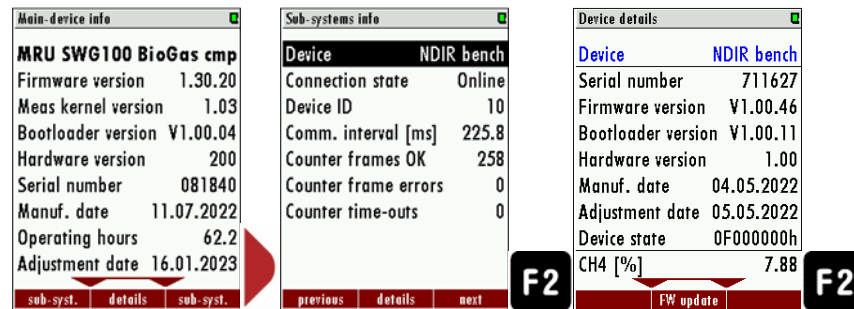 Main-device info
MRU SWG100 BioGas cmp
Firmware version 1.30.20
Meas kernel version 1.03
Bootloader version V1.00.04
Hardware version 200
Serial number 081840
Manuf. date 11.07.2022
Operating hours 62.2
Adjustment date 16.01.2023
sub-syst. details sub-syst.
Sub-systems info
Device NDIR bench
Connection state Online
Device ID 10
Comm. interval [ms] 225.8
Counter frames OK 258
Counter frame errors 0
Counter time-outs 0
previous details next
F2
Device details
Device NDIR bench
Serial number 711627
Firmware version V1.00.46
Bootloader version V1.00.11
Hardware version 1.00
Manuf. date 04.05.2022
Adjustment date 05.05.2022
Device state 0F000000h
CH4 [%] 7.88
FW update
F2